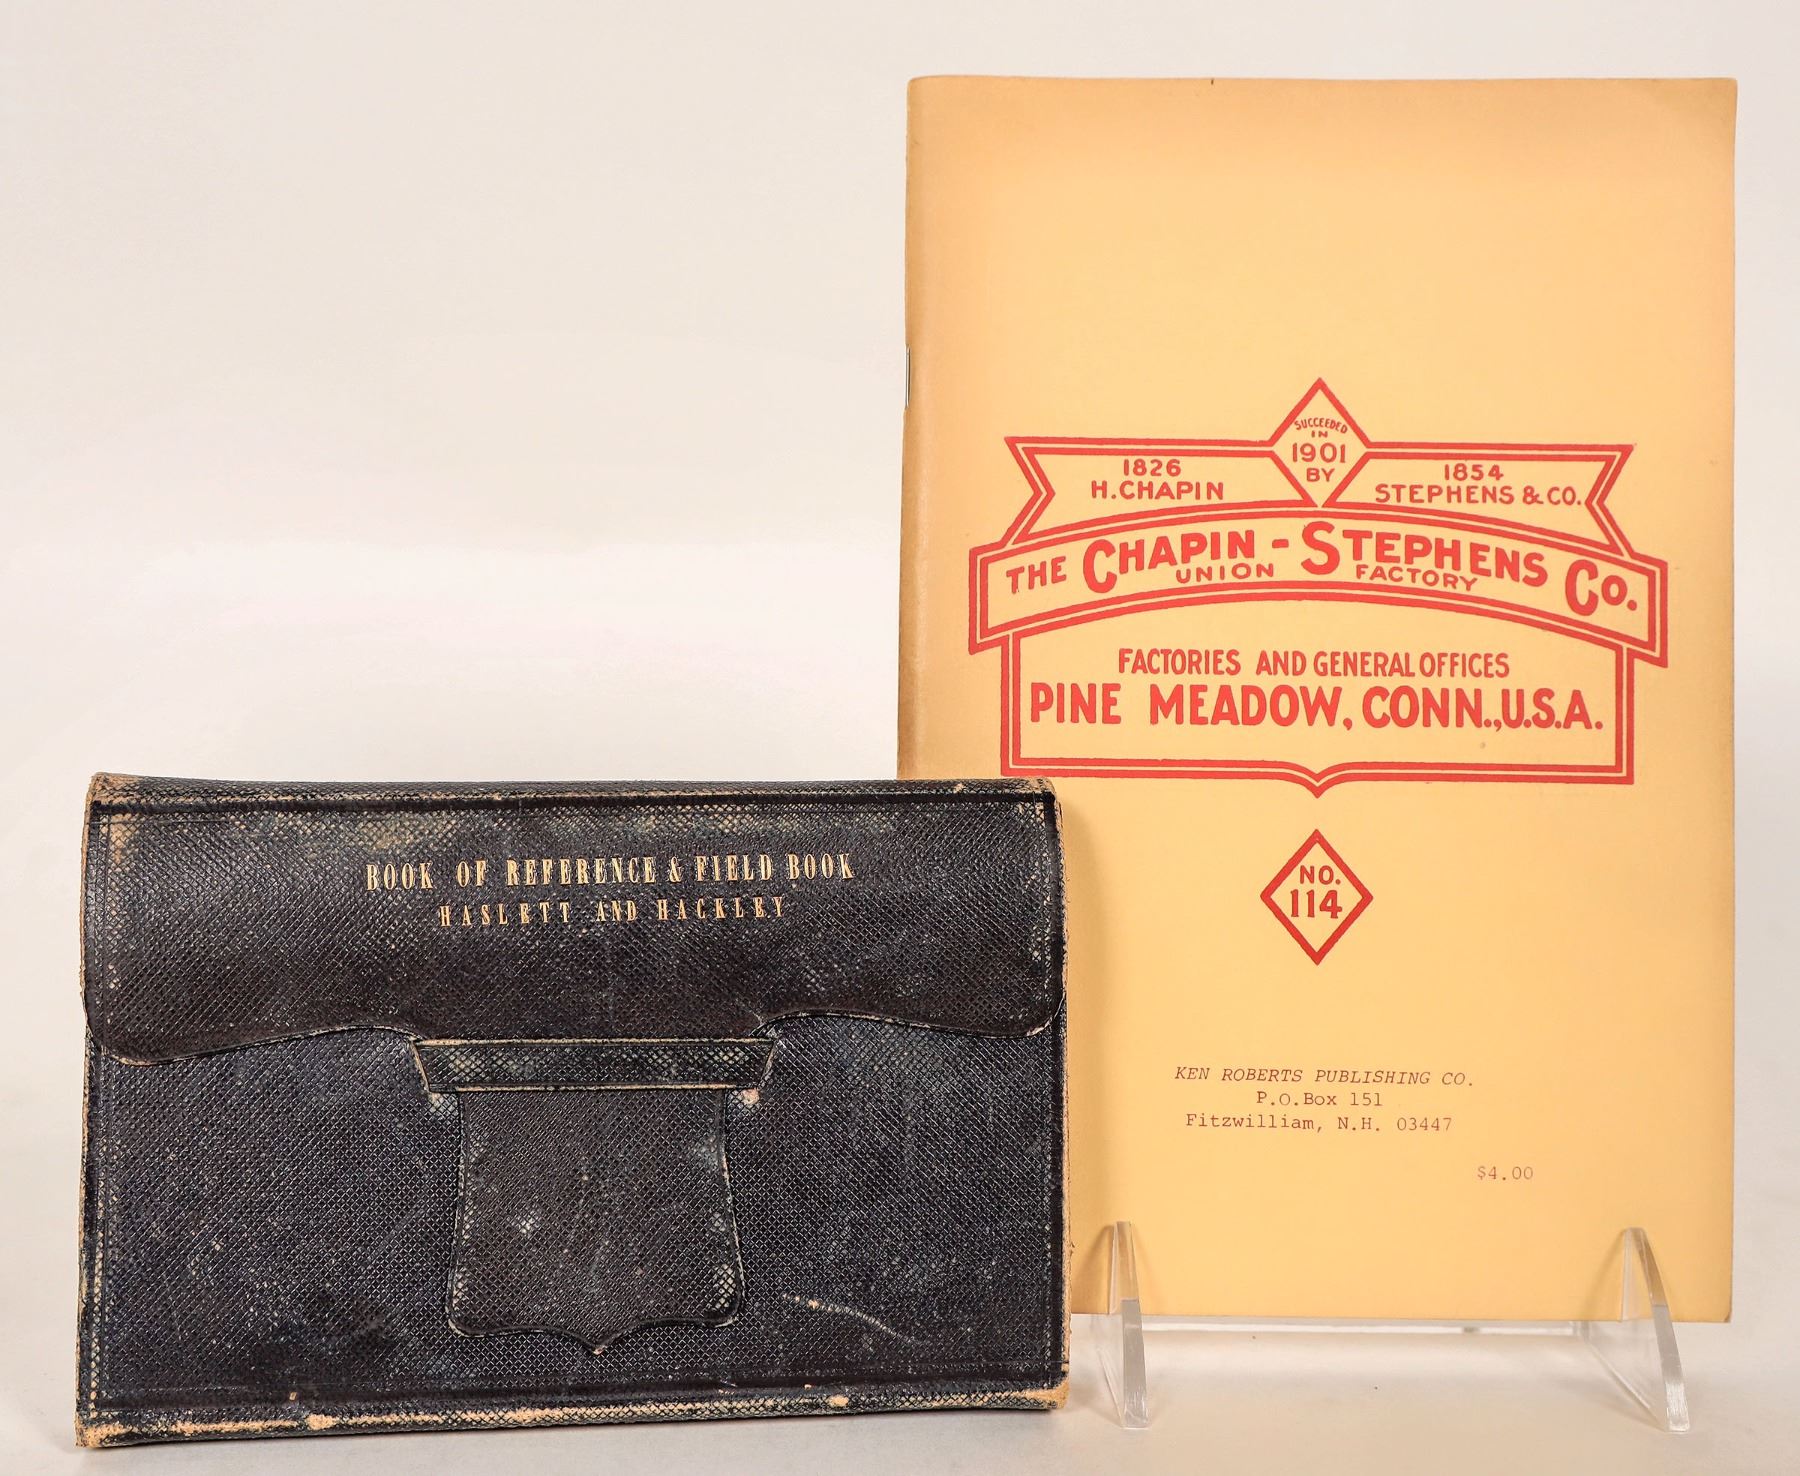 BOOK OF REFERENCE & FIELD BOOK
HASLETT AND HACKLEY
SUCCEEDED
IN
1901
BY
1826
H. CHAPIN
1854
STEPHENS & CO.
THE CHAPIN - STEPHENS CO.
UNION FACTORY
FACTORIES AND GENERAL OFFICES
PINE MEADOW, CONN., U.S.A.
NO.
114
KEN ROBERTS PUBLISHING CO.
P.O.Box 151
Fitzwilliam, N.H. 03447
$4.00